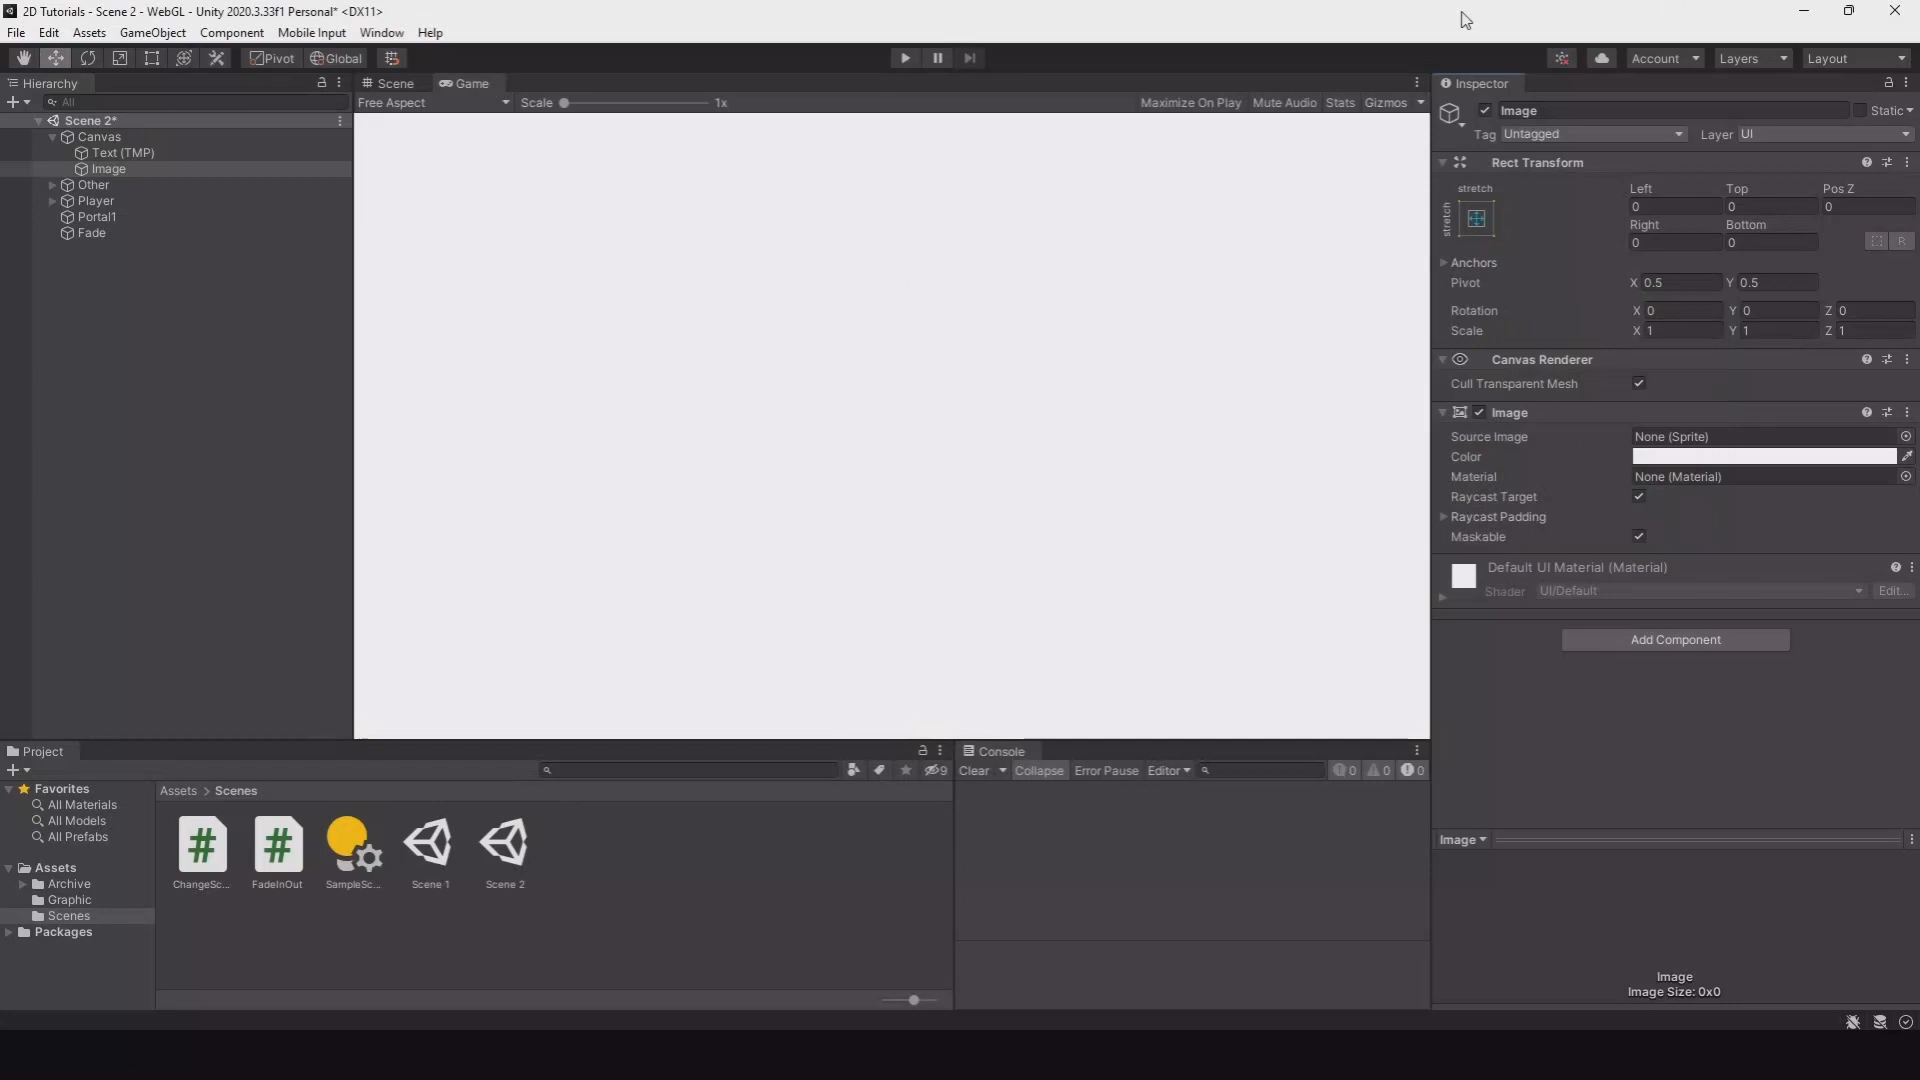 2D Tutorials - Scene 2 - WebGL - Unity 2020.3.33f1 Personal* <DX11>
File Edit Assets GameObject Component Mobile Input Window Help
Pivot Global Account Layers Layout
Hierarchy
All
Scene 2*
Canvas
Text (TMP)
Image
Other
Player
Portal1
Fade
Scene Game
Free Aspect Scale 1x Maximize On Play Mute Audio Stats Gizmos
Inspector
Image Static
Tag Untagged Layer UI
Rect Transform
stretch Left Top Pos Z
stretch 0 0 0
Right Bottom
0 0 R
Anchors
Pivot X 0.5 Y 0.5
Rotation X 0 Y 0 Z 0
Scale X 1 Y 1 Z 1
Canvas Renderer
Cull Transparent Mesh
Image
Source Image None (Sprite)
Color
Material None (Material)
Raycast Target
Raycast Padding
Maskable
Default UI Material (Material)
Shader UI/Default Edit...
Add Component
Project
9
Favorites
All Materials
All Models
All Prefabs
Assets
Archive
Graphic
Scenes
Packages
Assets > Scenes
ChangeSc... FadeInOut SampleSc... Scene 1 Scene 2
Console
Clear Collapse Error Pause Editor 0 0 0
Image
Image
Image Size: 0x0